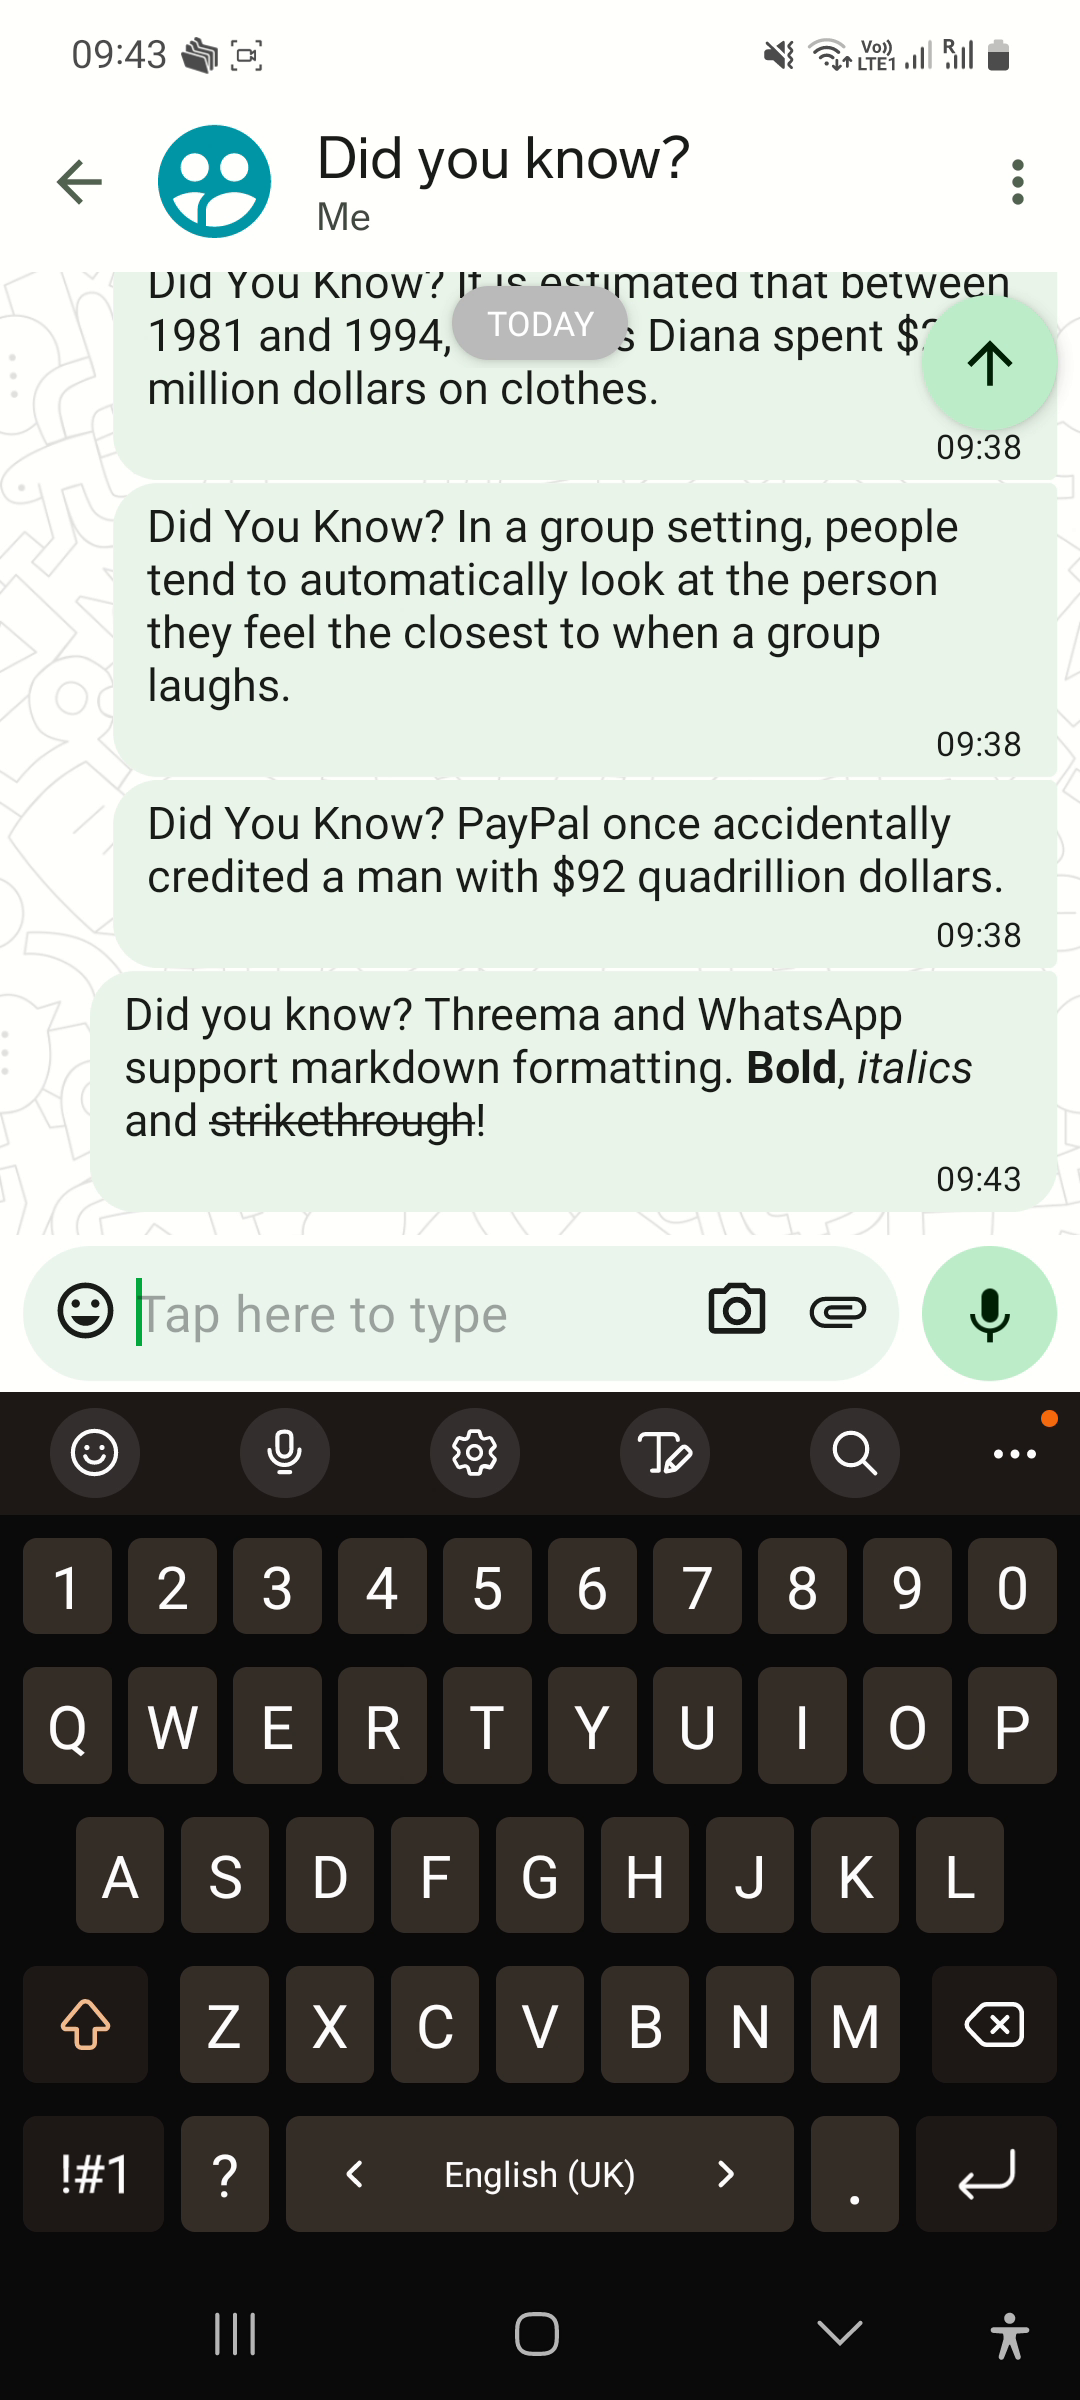 09:43
Vo))
LTE1
R
Did you know?
Me
Did You Know? It is estimated that between
1981 and 1994, s Diana spent
million dollars on clothes.
TODAY
09:38
Did You Know? In a group setting, people
tend to automatically look at the person
they feel the closest to when a group
laughs.
09:38
Did You Know? PayPal once accidentally
credited a man with $92 quadrillion dollars.
09:38
Did you know? Threema and WhatsApp
support markdown formatting. Bold, italics
and strikethrough!
09:43
Tap here to type
1 2 3 4 5 6 7 8 9 0
Q W E R T Y U I O P
A S D F G H J K L
Z X C V B N M
!#1 ? English (UK) .